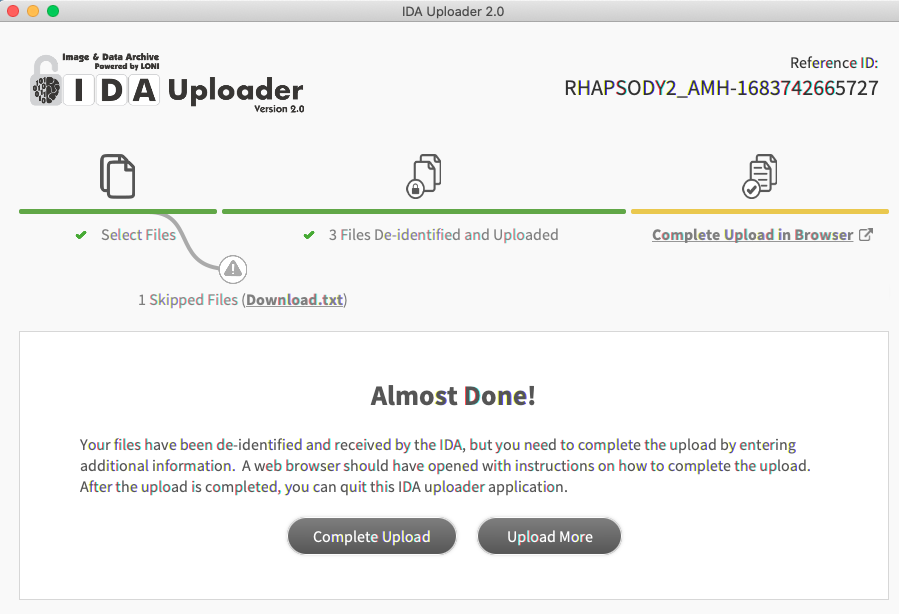 IDA Uploader 2.0
Image & Data Archive
Powered by LONI
IDA Uploader
Version 2.0
Reference ID:
RHAPSODY2_AMH-1683742665727
Select Files
3 Files De-identified and Uploaded
Complete Upload in Browser
1 Skipped Files (Download.txt)
Almost Done!
Your files have been de-identified and received by the IDA, but you need to complete the upload by entering
additional information. A web browser should have opened with instructions on how to complete the upload.
After the upload is completed, you can quit this IDA uploader application.
Complete Upload
Upload More